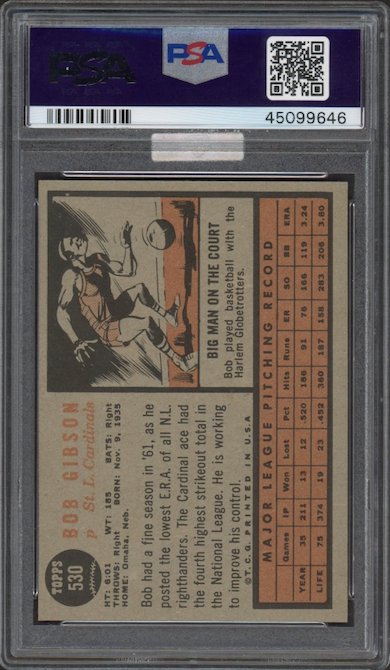 PSA
PSA
45099646
TOPPS
530
BOB GIBSON
p St. L. Cardinals
HT: 6:01 WT: 185 BATS: Right
THROWS: Right BORN: Nov. 9, 1935
HOME: Omaha, Neb.
Bob had a fine season in '61, as he
posted the lowest E.R.A. of all N.L.
righthanders. The Cardinal ace had
the fourth highest strikeout total in
the National League. He is working
to improve his control.
© T.C.G. PRINTED IN U.S.A.
BIG MAN ON THE COURT
Bob played basketball with the
Harlem Globetrotters.
MAJOR LEAGUE PITCHING RECORD
Games IP Won Lost Pct Hits Runs ER SO BB ERA
YEAR 35 211 13 12 .520 186 91 76 166 119 3.24
LIFE 75 374 19 23 .452 360 187 158 283 206 3.80